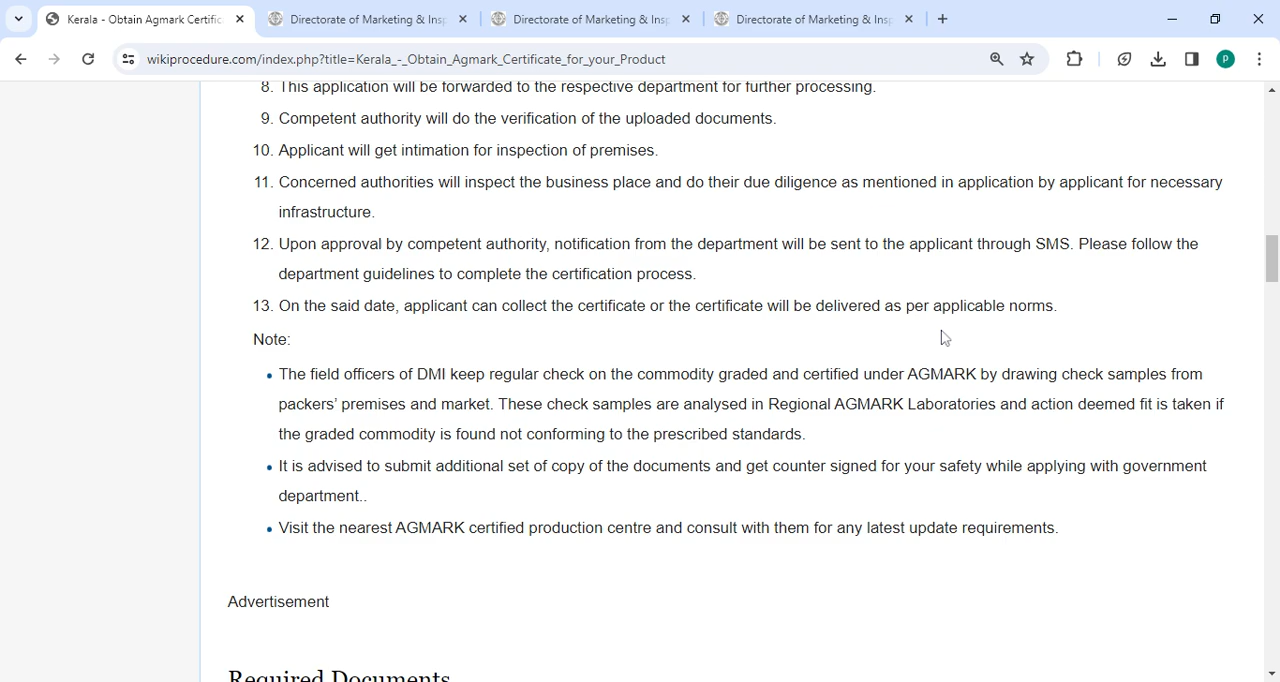 Kerala - Obtain Agmark Certific
Directorate of Marketing & Insp
Directorate of Marketing & Insp
Directorate of Marketing & Insp
wikiprocedure.com/index.php?title=Kerala_-_Obtain_Agmark_Certificate_for_your_Product
P
8. This application will be forwarded to the respective department for further processing.
9. Competent authority will do the verification of the uploaded documents.
10. Applicant will get intimation for inspection of premises.
11. Concerned authorities will inspect the business place and do their due diligence as mentioned in application by applicant for necessary
infrastructure.
12. Upon approval by competent authority, notification from the department will be sent to the applicant through SMS. Please follow the
department guidelines to complete the certification process.
13. On the said date, applicant can collect the certificate or the certificate will be delivered as per applicable norms.
Note:
The field officers of DMI keep regular check on the commodity graded and certified under AGMARK by drawing check samples from
packers' premises and market. These check samples are analysed in Regional AGMARK Laboratories and action deemed fit is taken if
the graded commodity is found not conforming to the prescribed standards.
It is advised to submit additional set of copy of the documents and get counter signed for your safety while applying with government
department..
Visit the nearest AGMARK certified production centre and consult with them for any latest update requirements.
Advertisement
Required Documents